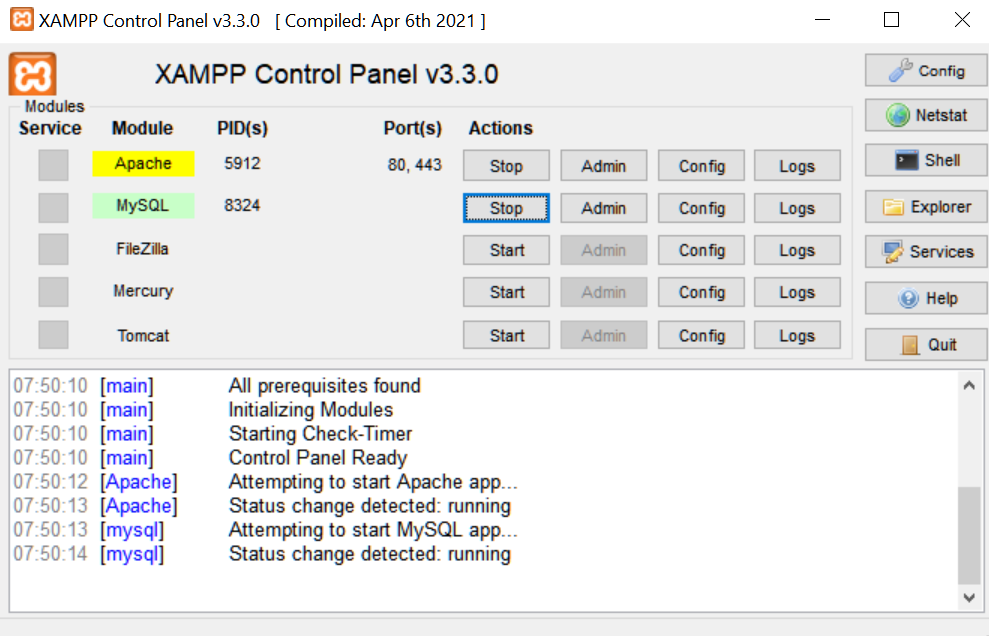 XAMPP Control Panel v3.3.0 [ Compiled: Apr 6th 2021 ]
XAMPP Control Panel v3.3.0
Config
Modules
Service Module PID(s) Port(s) Actions
Netstat
Apache 5912 80, 443 Stop Admin Config Logs
Shell
MySQL 8324 Stop Admin Config Logs
Explorer
FileZilla Start Admin Config Logs
Services
Mercury Start Admin Config Logs
Help
Tomcat Start Admin Config Logs
Quit
07:50:10 [main] All prerequisites found
07:50:10 [main] Initializing Modules
07:50:10 [main] Starting Check-Timer
07:50:10 [main] Control Panel Ready
07:50:12 [Apache] Attempting to start Apache app...
07:50:13 [Apache] Status change detected: running
07:50:13 [mysql] Attempting to start MySQL app...
07:50:14 [mysql] Status change detected: running